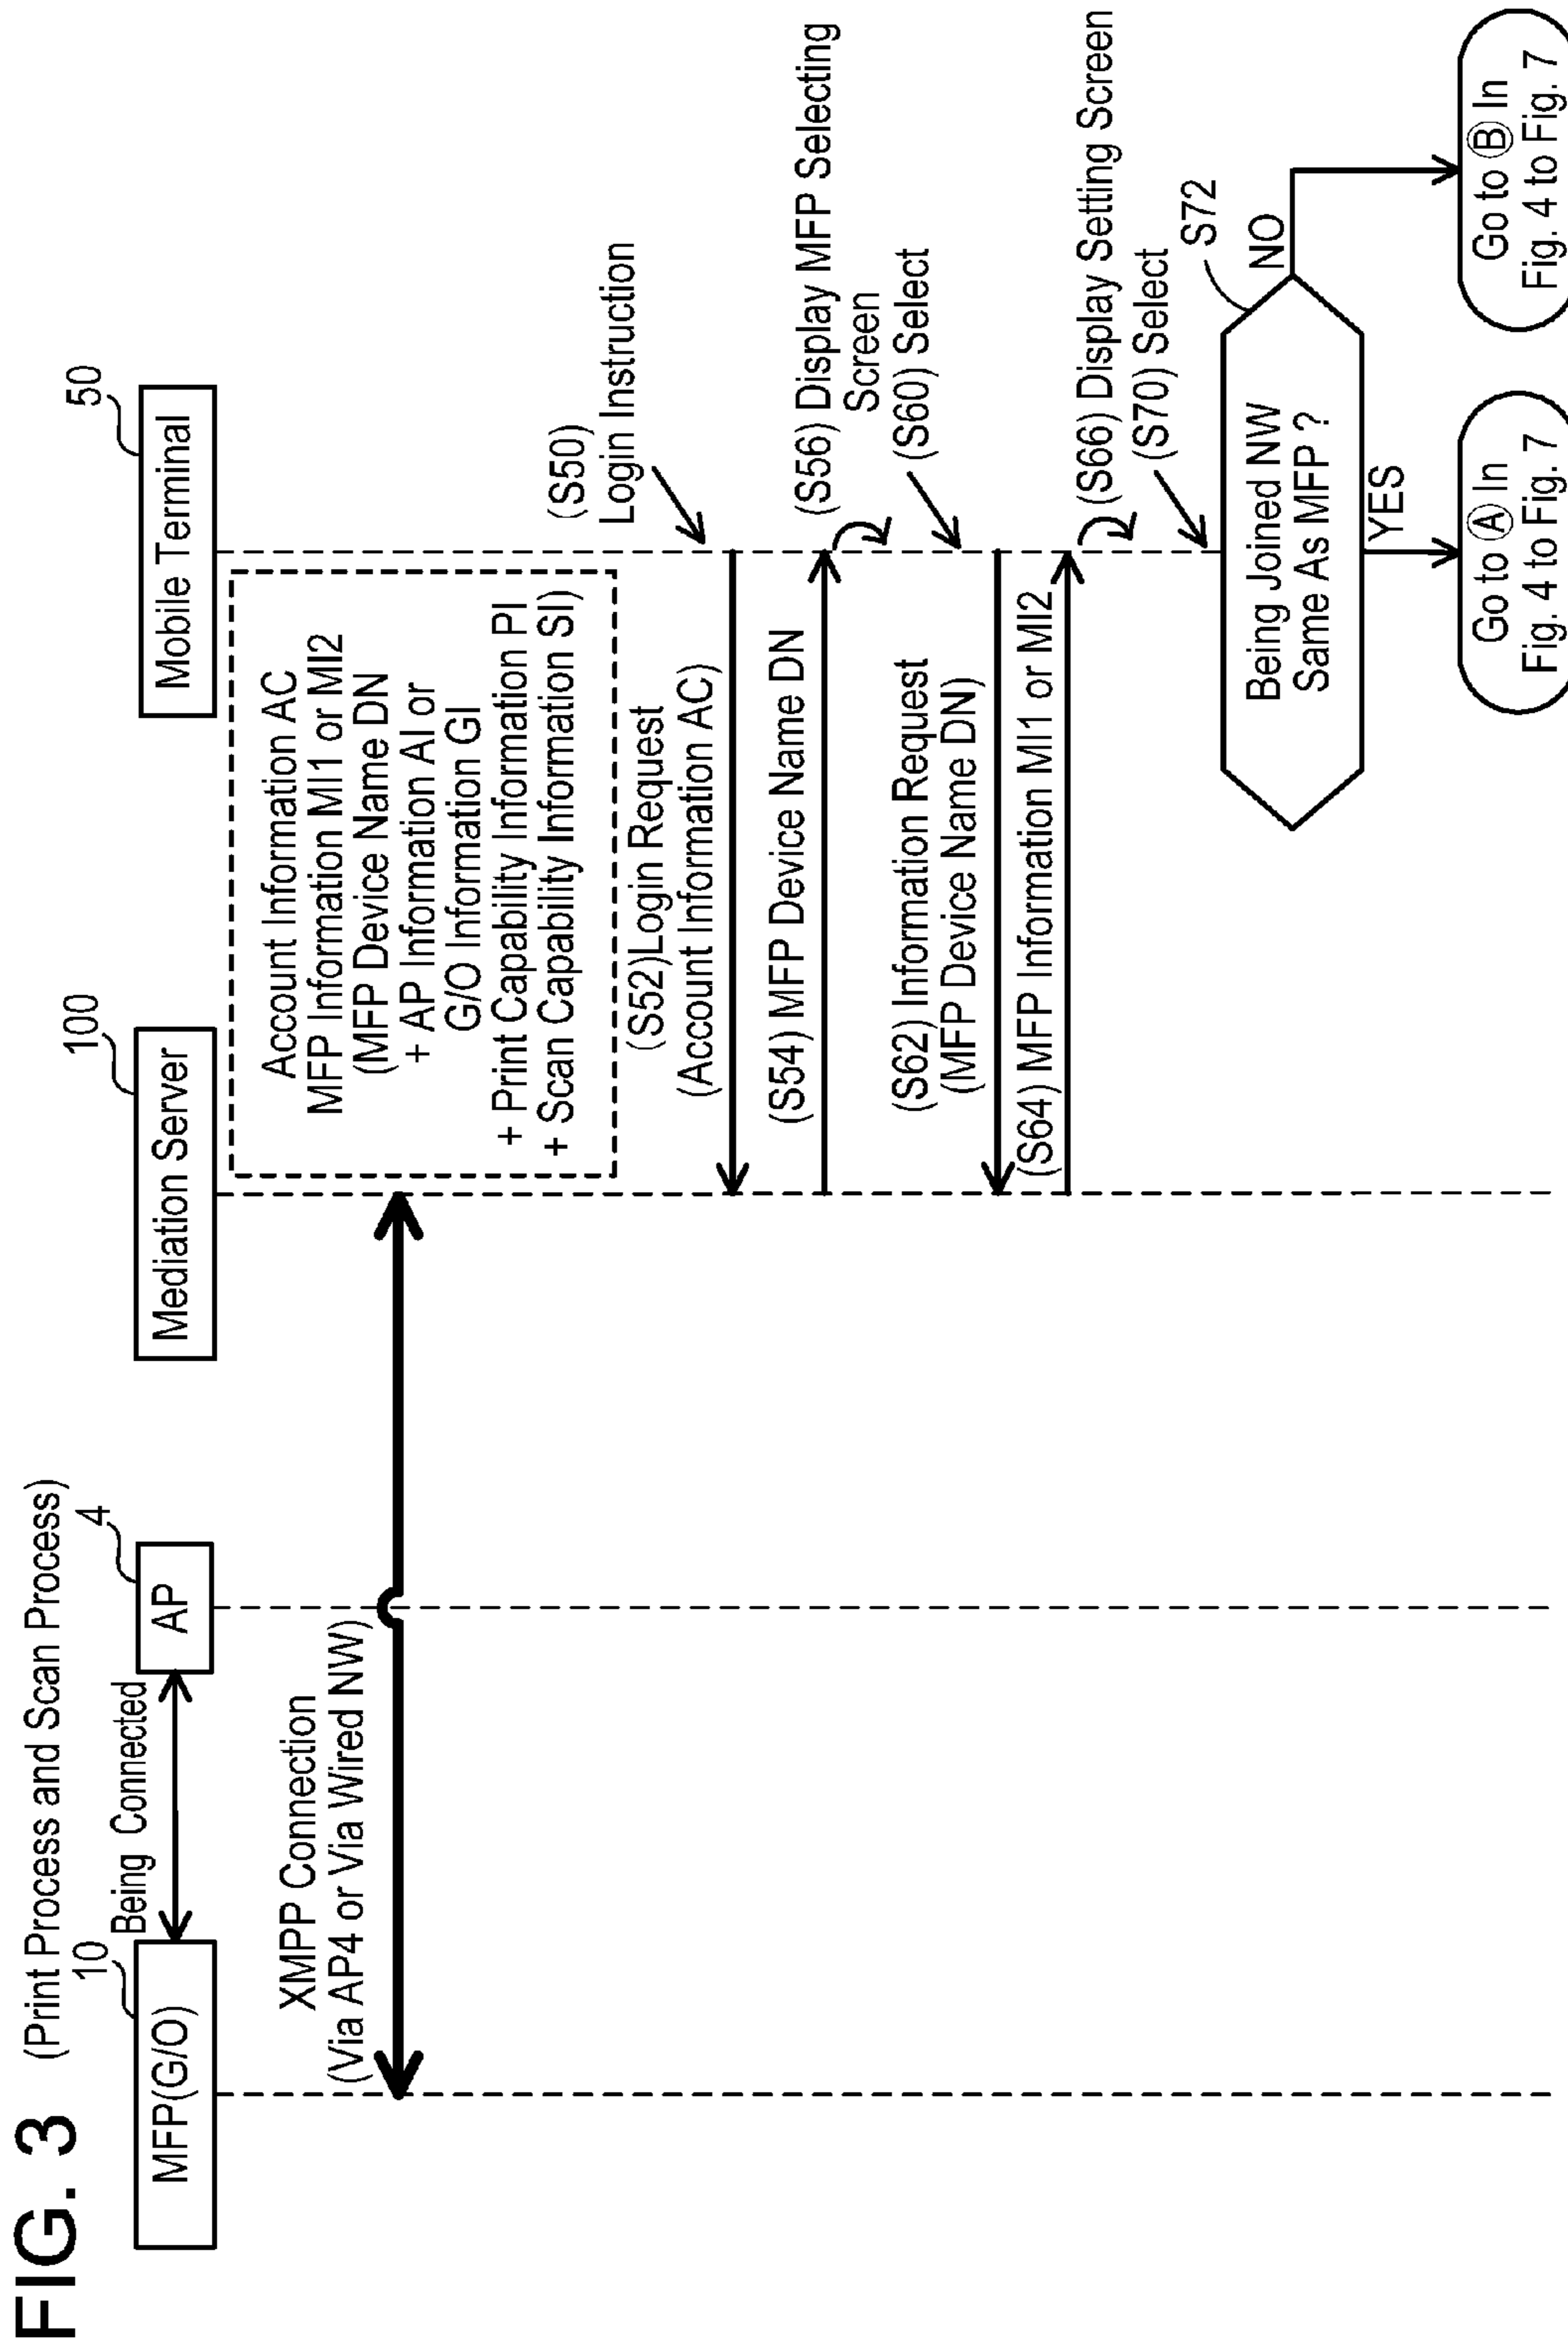 FIG. 3
(Print Process and Scan Process)
10
MFP(G/O)
Being Connected
4
AP
100
Mediation Server
50
Mobile Terminal
XMPP Connection
(Via AP4 or Via Wired NW)
Account Information AC
MFP Information MI1 or MI2
(MFP Device Name DN
+ AP Information AI or
G/O Information GI
+ Print Capability Information PI
+ Scan Capability Information SI)
(S50)
Login Instruction
(S52)Login Request
(Account Information AC)
(S54) MFP Device Name DN
(S56) Display MFP Selecting
Screen
(S60) Select
(S62) Information Request
(MFP Device Name DN)
(S64) MFP Information MI1 or MI2
(S66) Display Setting Screen
(S70) Select
S72
Being Joined NW
Same As MFP ?
NO
YES
Go to Ⓐ In
Fig. 4 to Fig. 7
Go to Ⓑ In
Fig. 4 to Fig. 7